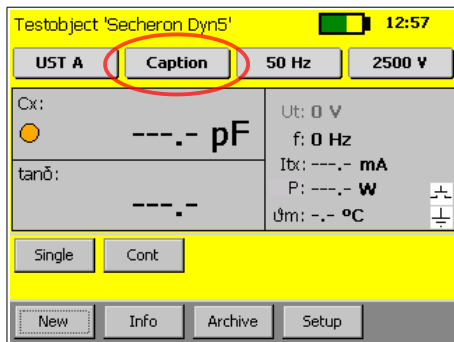 Testobject 'Secheron Dyn5' 12:57
UST A Caption 50 Hz 2500 V
Cx:
---.- pF
tanδ:
---.-
Ut: 0 V
f: 0 Hz
Itx: ---.- mA
P: ---.- W
ϑm: -.- ºC
Single Cont
New Info Archive Setup